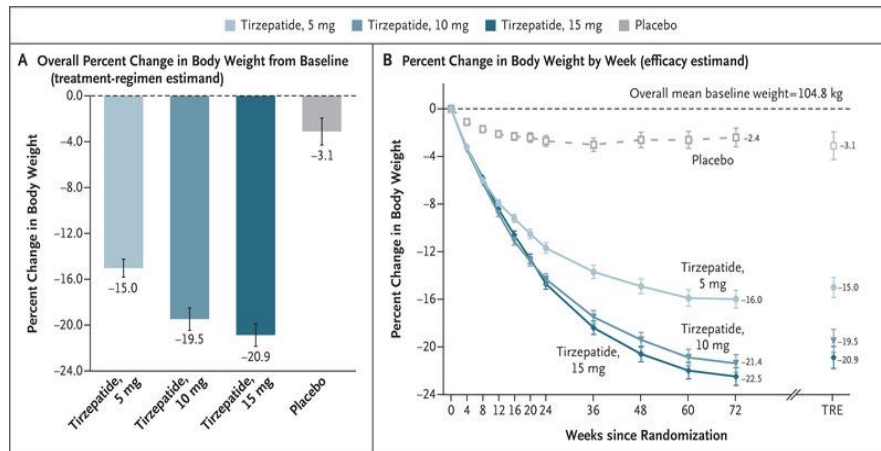 Tirzepatide, 5 mg Tirzepatide, 10 mg Tirzepatide, 15 mg Placebo
A Overall Percent Change in Body Weight from Baseline
(treatment-regimen estimand)
Percent Change in Body Weight
0.0
-4.0
-8.0
-12.0
-16.0
-20.0
-24.0
-15.0
-19.5
-20.9
-3.1
Tirzepatide,
5 mg
Tirzepatide,
10 mg
Tirzepatide,
15 mg
Placebo
B Percent Change in Body Weight by Week (efficacy estimand)
Overall mean baseline weight=104.8 kg
Percent Change in Body Weight
0
-4
-8
-12
-16
-20
-24
-2.4
-3.1
Placebo
Tirzepatide,
5 mg
-16.0
-15.0
Tirzepatide,
10 mg
-21.4
-19.5
Tirzepatide,
15 mg
-22.5
-20.9
0 4 8 12 16 20 24 36 48 60 72 TRE
Weeks since Randomization